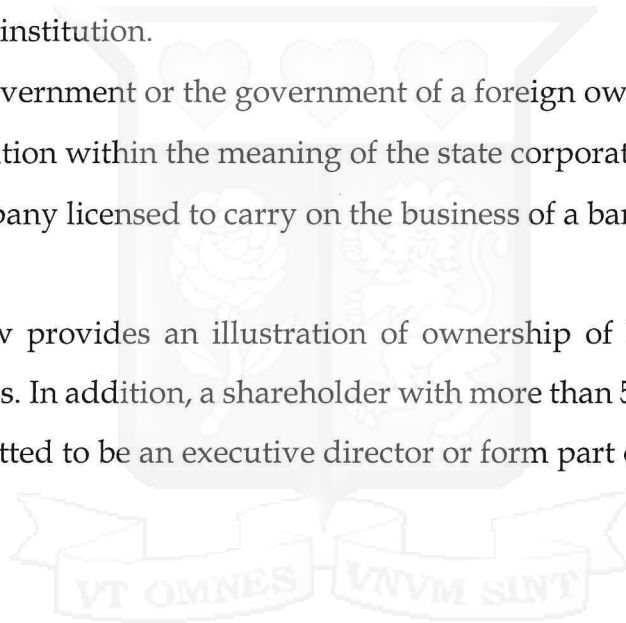 institution.
vernment or the government of a foreign ow
tion within the meaning of the state corporat
pany licensed to carry on the business of a ba
v provides an illustration of ownership of
s. In addition, a shareholder with more than 5
tted to be an executive director or form part
VT OMNES VNVM SINT